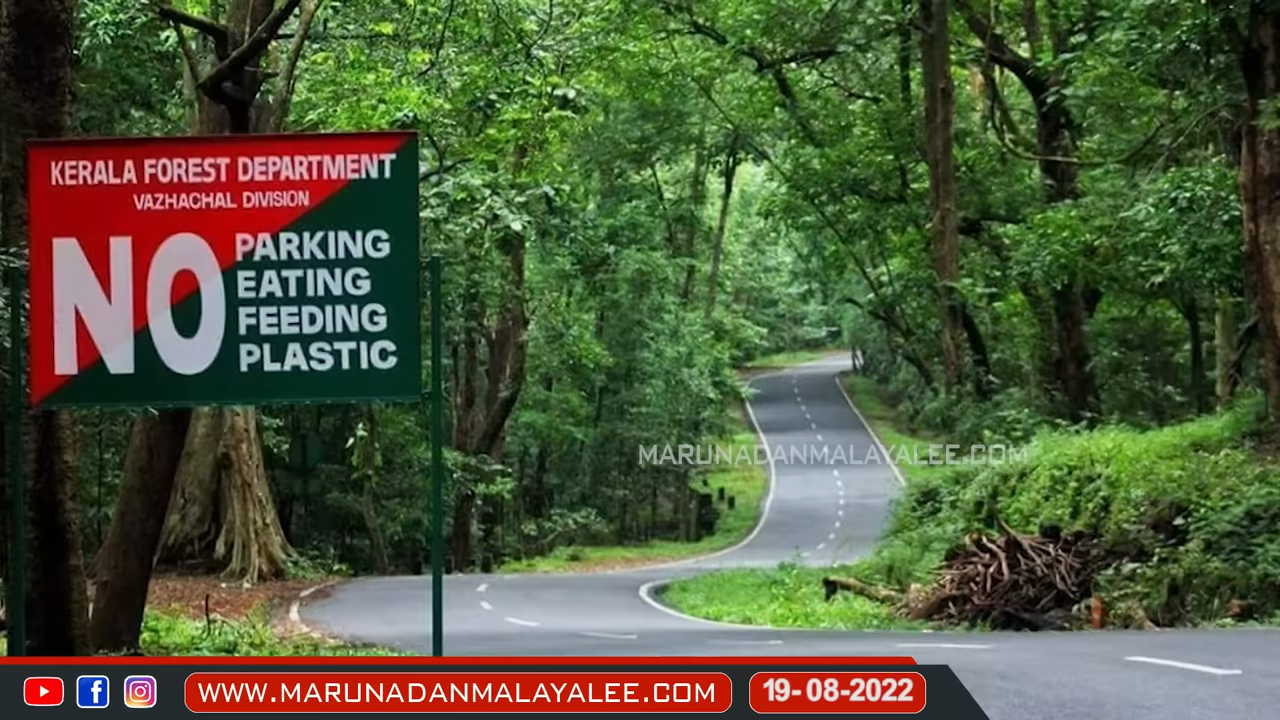 KERALA FOREST DEPARTMENT
VAZHACHAL DIVISION
NO PARKING
EATING
FEEDING
PLASTIC
MARUNADANMALAYALEE.COM
WWW.MARUNADANMALAYALEE.COM
19-08-2022